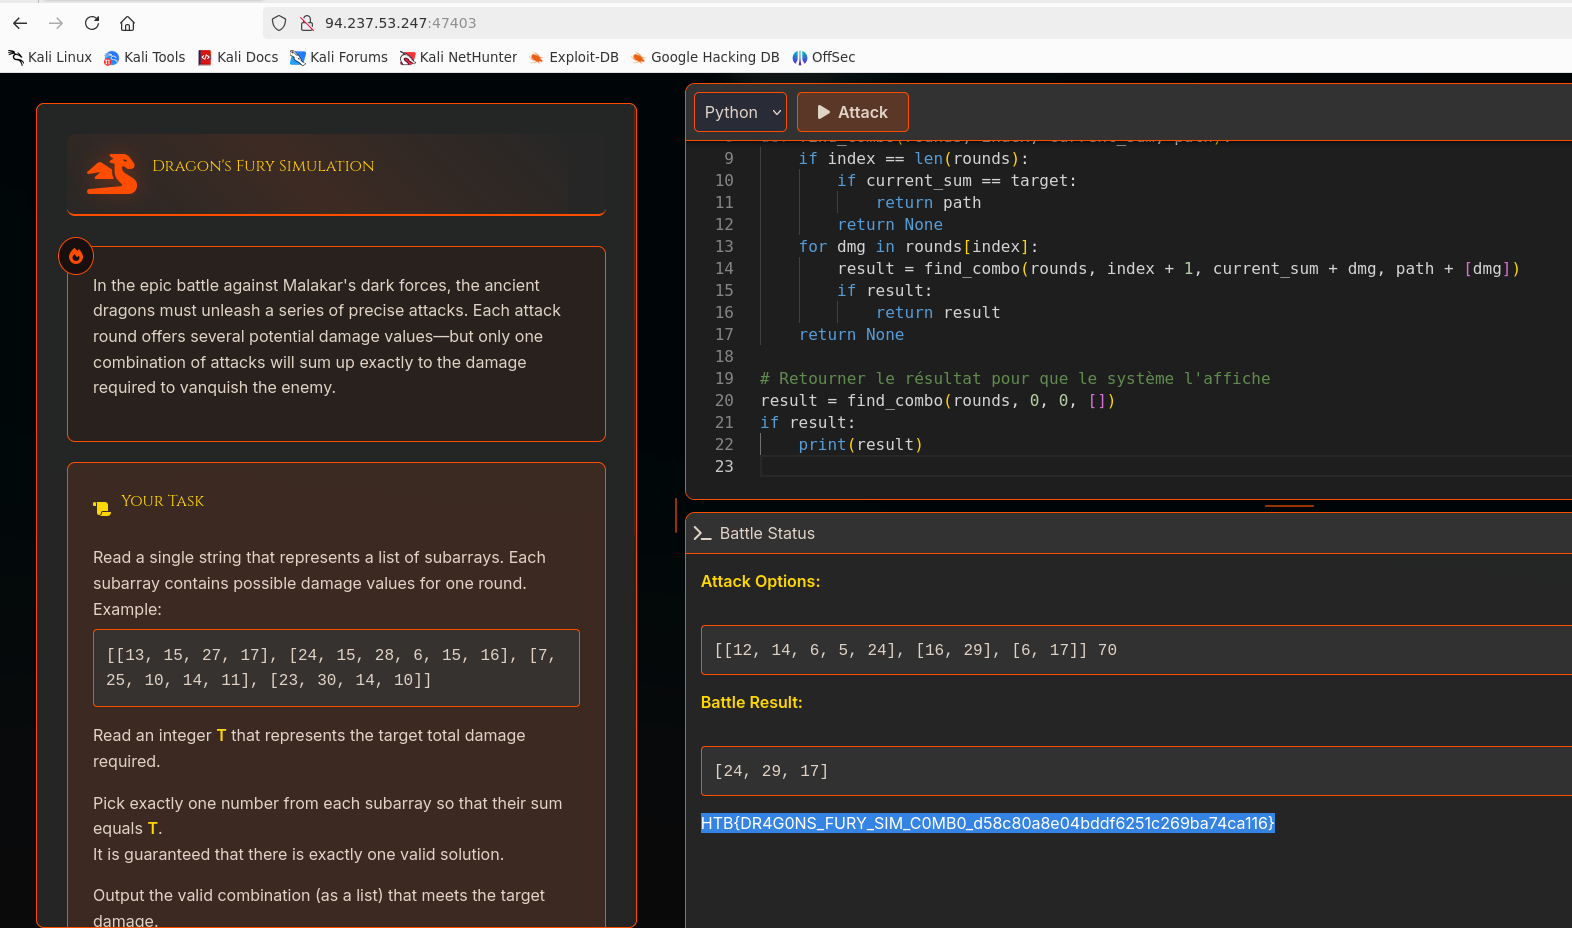 94.237.53.247:47403
Kali Linux Kali Tools Kali Docs Kali Forums Kali NetHunter Exploit-DB Google Hacking DB OffSec
Dragon's Fury Simulation
In the epic battle against Malakar's dark forces, the ancient
dragons must unleash a series of precise attacks. Each attack
round offers several potential damage values—but only one
combination of attacks will sum up exactly to the damage
required to vanquish the enemy.
Your Task
Read a single string that represents a list of subarrays. Each
subarray contains possible damage values for one round.
Example:
[[13, 15, 27, 17], [24, 15, 28, 6, 15, 16], [7,
25, 10, 14, 11], [23, 30, 14, 10]]
Read an integer T that represents the target total damage
required.
Pick exactly one number from each subarray so that their sum
equals T.
It is guaranteed that there is exactly one valid solution.
Output the valid combination (as a list) that meets the target
damage.
Python Attack
9 if index == len(rounds):
10 if current_sum == target:
11 return path
12 return None
13 for dmg in rounds[index]:
14 result = find_combo(rounds, index + 1, current_sum + dmg, path + [dmg])
15 if result:
16 return result
17 return None
18
19 # Retourner le résultat pour que le système l'affiche
20 result = find_combo(rounds, 0, 0, [])
21 if result:
22 print(result)
23
Battle Status
Attack Options:
[[12, 14, 6, 5, 24], [16, 29], [6, 17]] 70
Battle Result:
[24, 29, 17]
HTB{DR4G0NS_FURY_SIM_C0MB0_d58c80a8e04bddf6251c269ba74ca116}